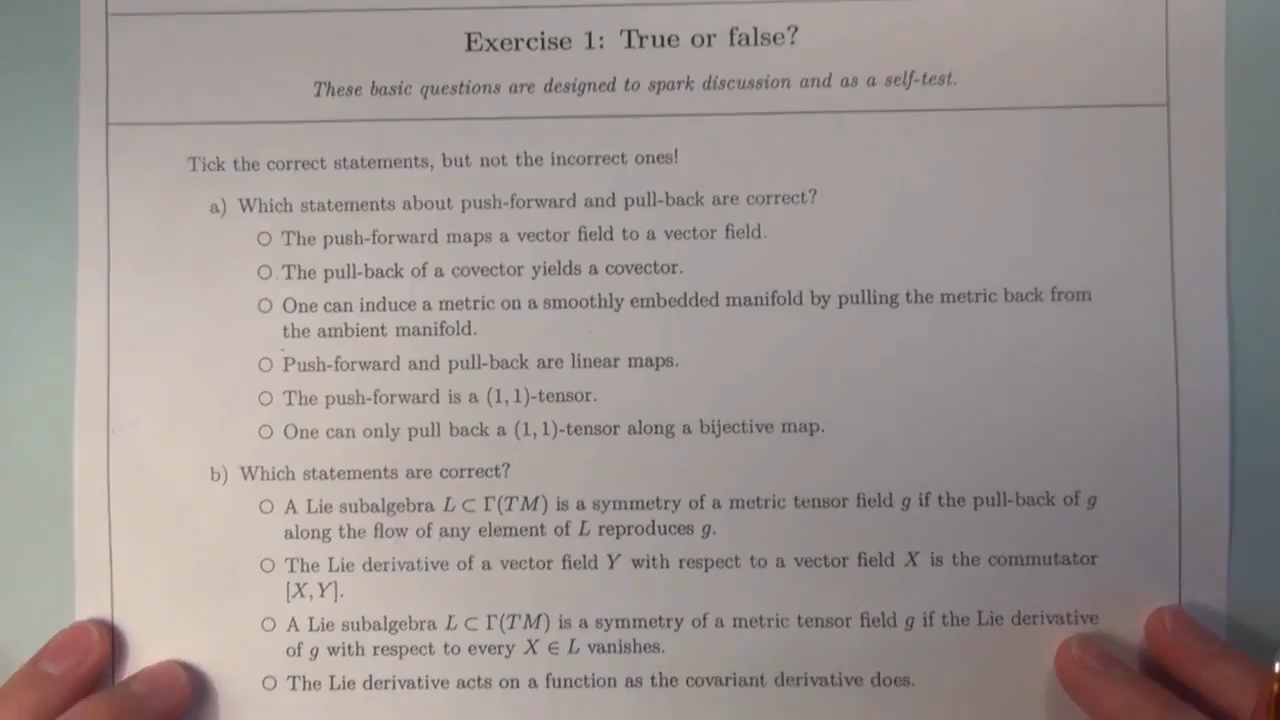 Exercise 1: True or false?
These basic questions are designed to spark discussion and as a self-test.
Tick the correct statements, but not the incorrect ones!
a) Which statements about push-forward and pull-back are correct?
○ The push-forward maps a vector field to a vector field.
○ The pull-back of a covector yields a covector.
○ One can induce a metric on a smoothly embedded manifold by pulling the metric back from
the ambient manifold.
○ Push-forward and pull-back are linear maps.
○ The push-forward is a (1, 1)-tensor.
○ One can only pull back a (1, 1)-tensor along a bijective map.
b) Which statements are correct?
○ A Lie subalgebra L ⊂ Γ(TM) is a symmetry of a metric tensor field g if the pull-back of g
along the flow of any element of L reproduces g.
○ The Lie derivative of a vector field Y with respect to a vector field X is the commutator
[X, Y].
○ A Lie subalgebra L ⊂ Γ(TM) is a symmetry of a metric tensor field g if the Lie derivative
of g with respect to every X ∈ L vanishes.
○ The Lie derivative acts on a function as the covariant derivative does.